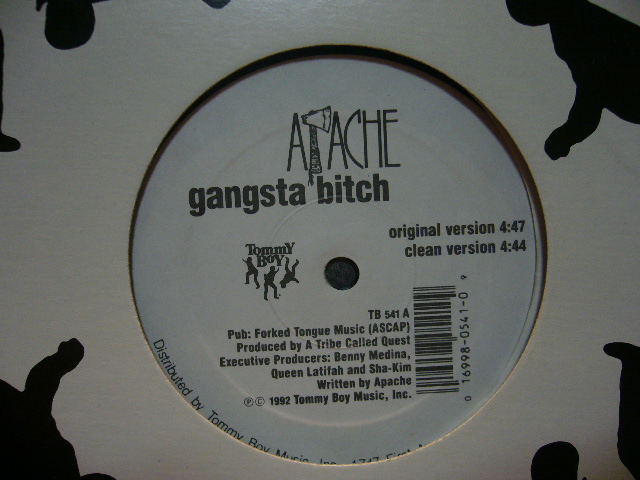 APACHE
gangsta bitch
original version 4:47
clean version 4:44
Tommy
Boy
TB 541 A
Pub: Forked Tongue Music (ASCAP)
Produced by A Tribe Called Quest
Executive Producers: Benny Medina,
Queen Latifah and Sha-Kim
Written by Apache
℗© 1992 Tommy Boy Music, Inc.
0 16998-0541-0 9
Distributed by Tommy Boy Music, Inc. 1747 First